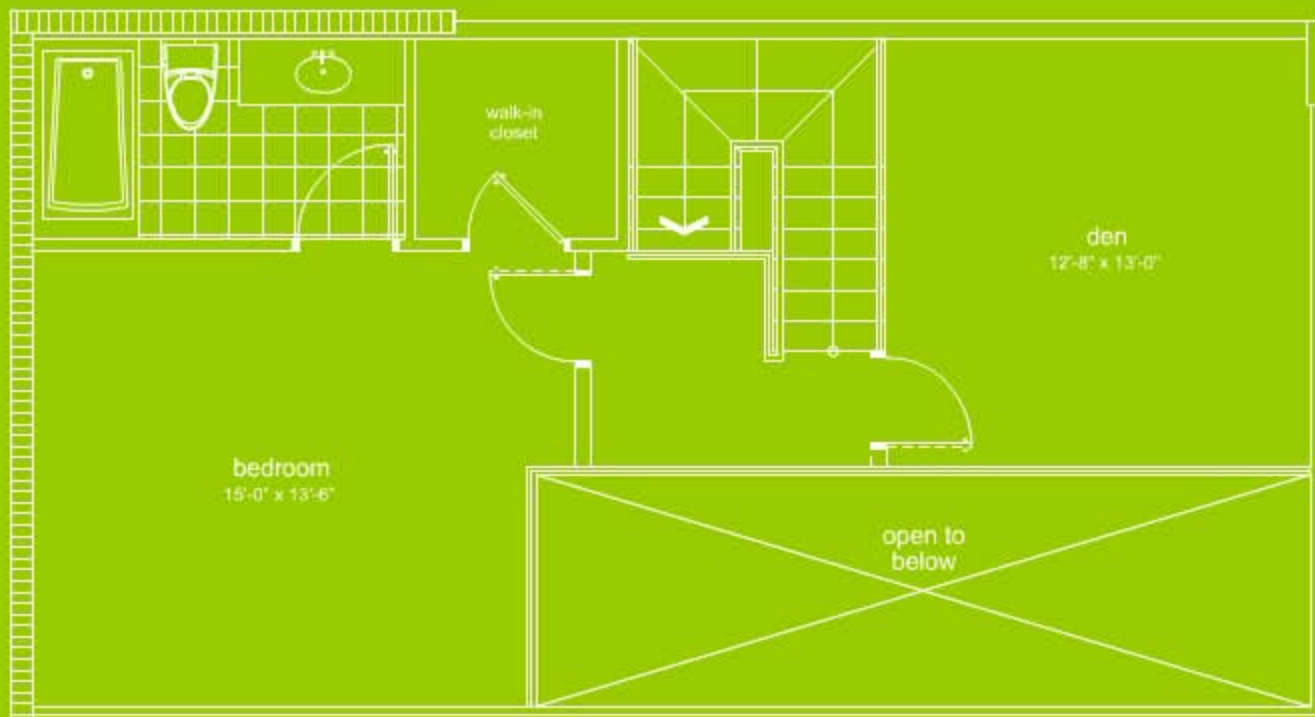 walk-in
closet
den
12'-8" x 13'-0"
bedroom
15'-0" x 13'-6"
open to
below